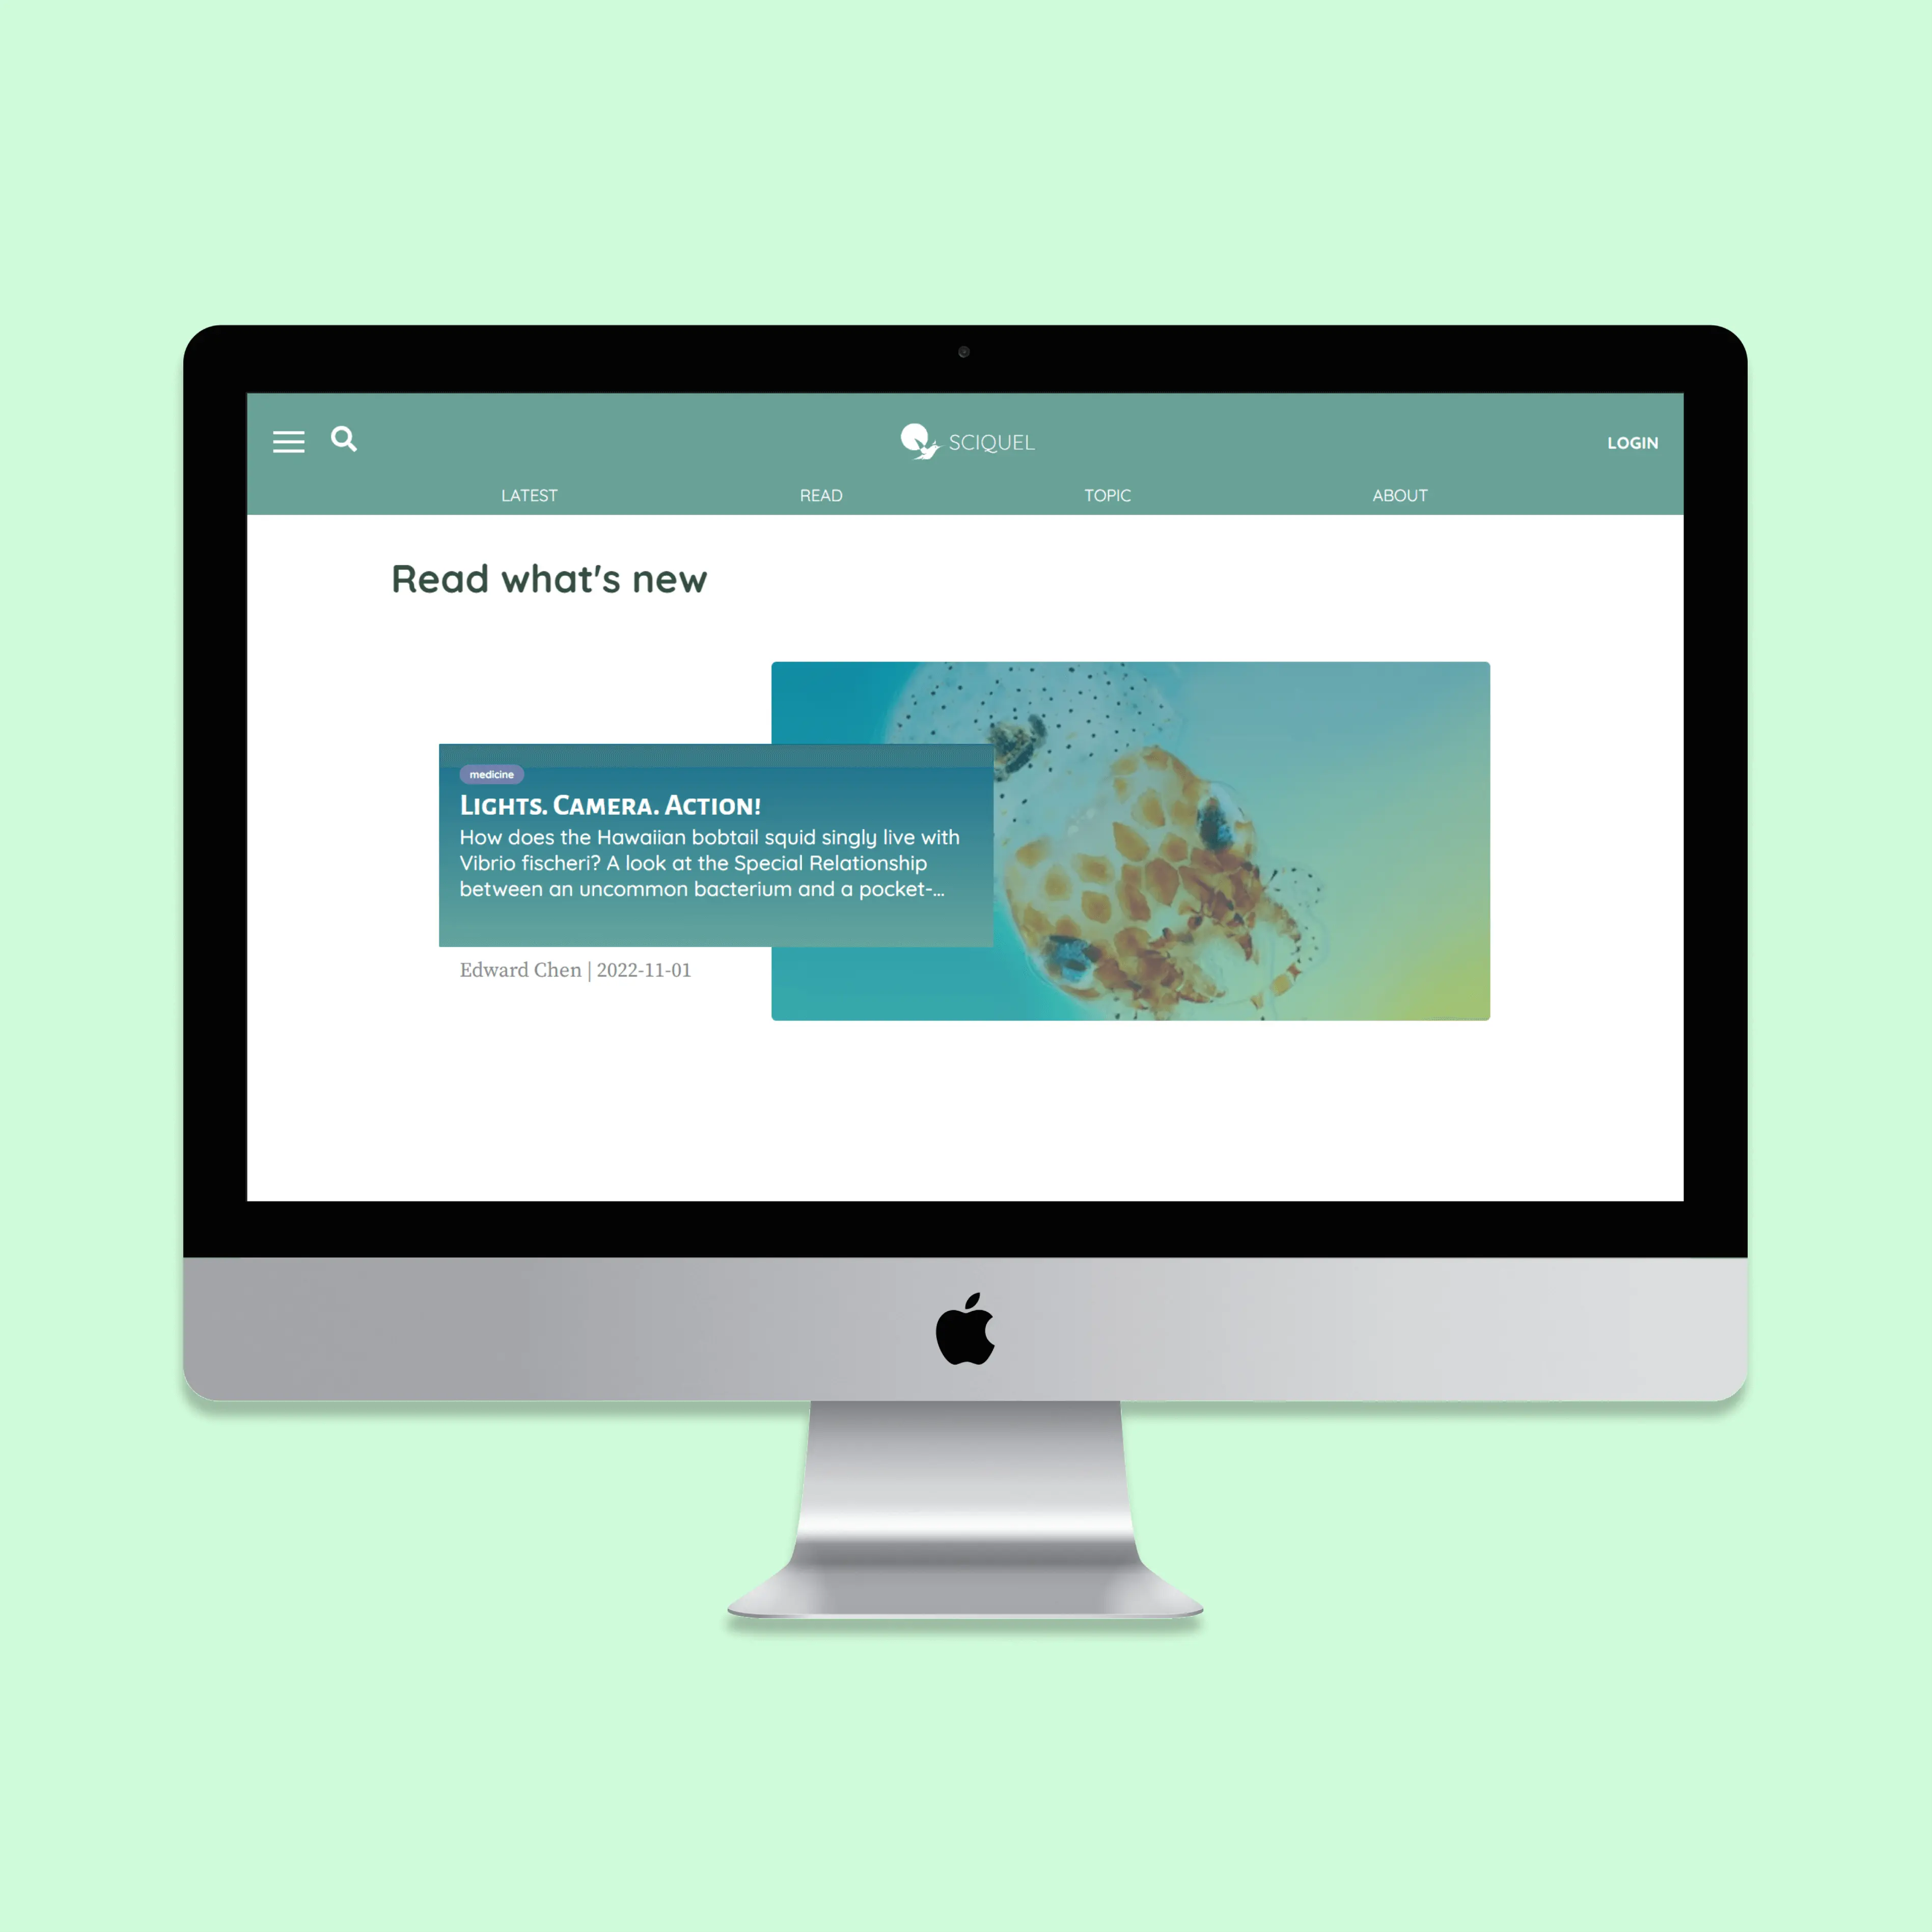 SCIQUEL
LOGIN
LATEST
READ
TOPIC
ABOUT
Read what's new
medicine
LIGHTS. CAMERA. ACTION!
How does the Hawaiian bobtail squid singly live with
Vibrio fischeri? A look at the Special Relationship
between an uncommon bacterium and a pocket-...
Edward Chen | 2022-11-01